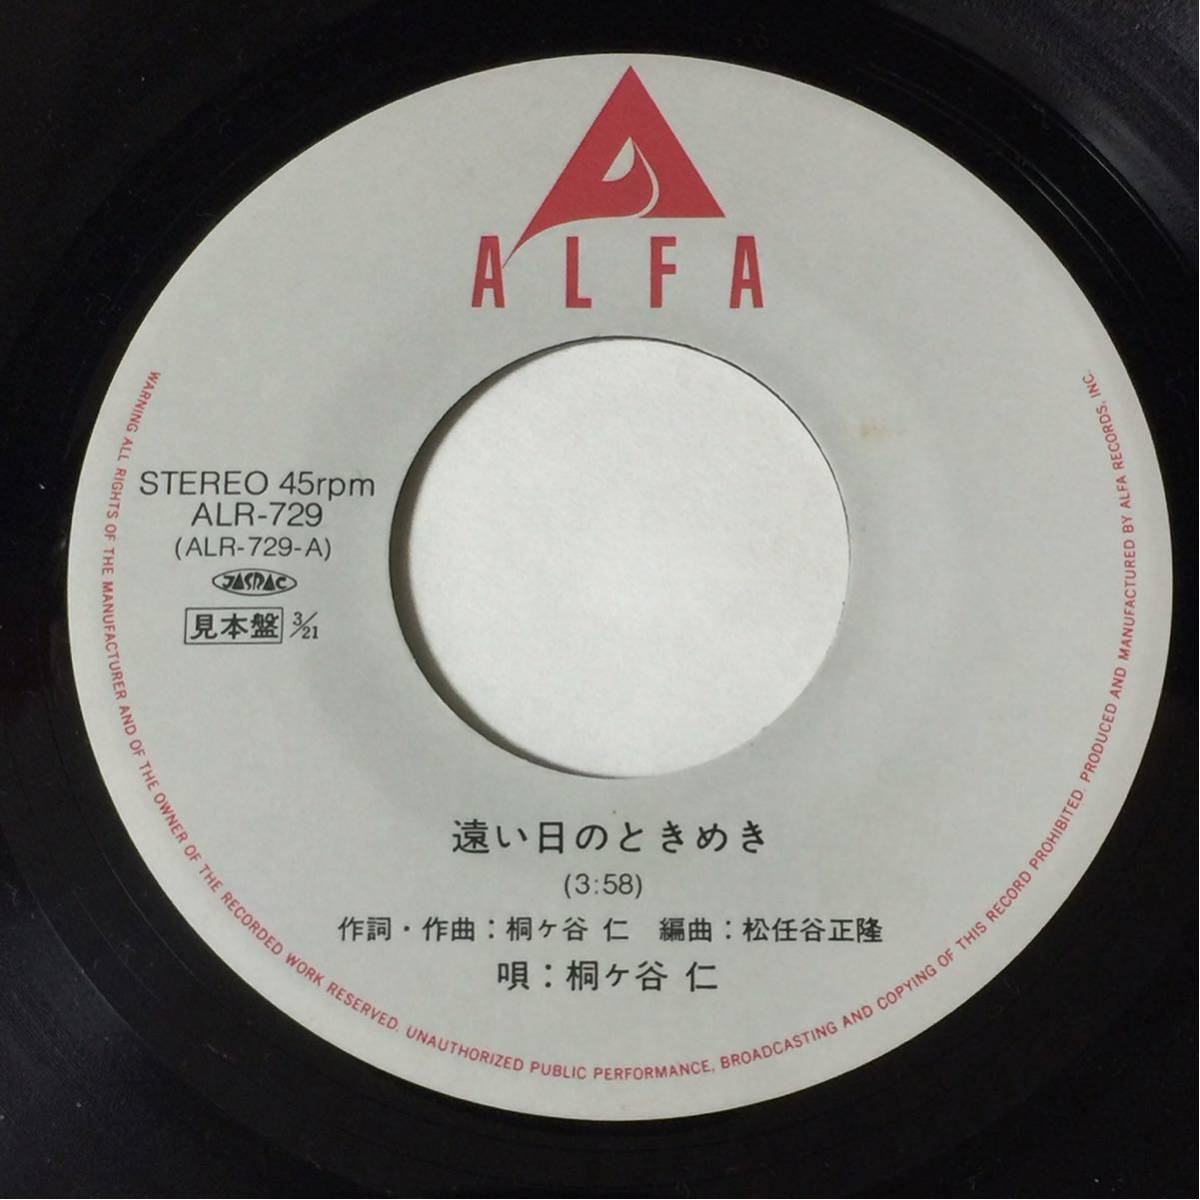 ALFA
STEREO 45rpm
ALR-729
(ALR-729-A)
JASRAC
見本盤 3/21
遠い日のときめき
(3:58)
作詞・作曲：桐ヶ谷 仁　編曲：松任谷正隆
唄：桐ヶ谷 仁
WARNING ALL RIGHTS OF THE MANUFACTURER AND OF THE OWNER OF THE RECORDED WORK RESERVED. UNAUTHORIZED PUBLIC PERFORMANCE, BROADCASTING AND COPYING OF THIS RECORD PROHIBITED. PRODUCED AND MANUFACTURED BY ALFA RECORDS, INC.